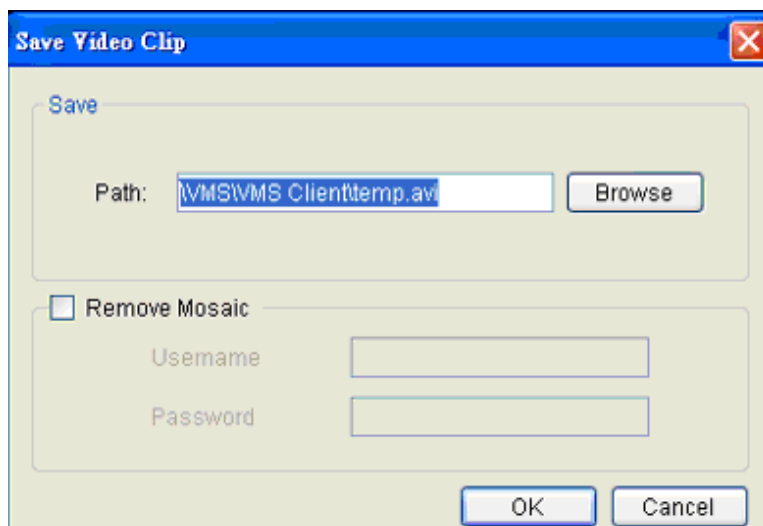 Save Video Clip
Save
Path: \VMS\VMS Client\temp.avi Browse
Remove Mosaic
Username
Password
OK Cancel